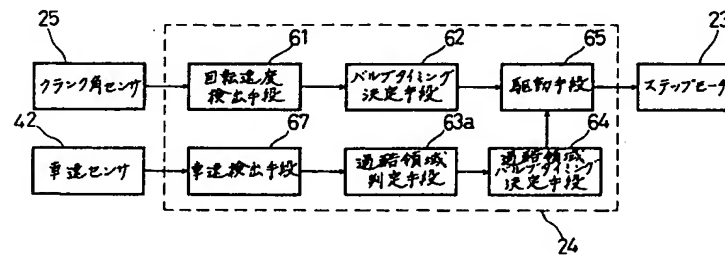 25
クランク角センサ
61
回転速度
検出手段
62
バルブタイミング
決定手段
65
駆動手段
23
ステップモータ
42
車速センサ
67
車速検出手段
63a
過酷領域
判定手段
64
過酷領域
バルブタイミング
決定手段
24